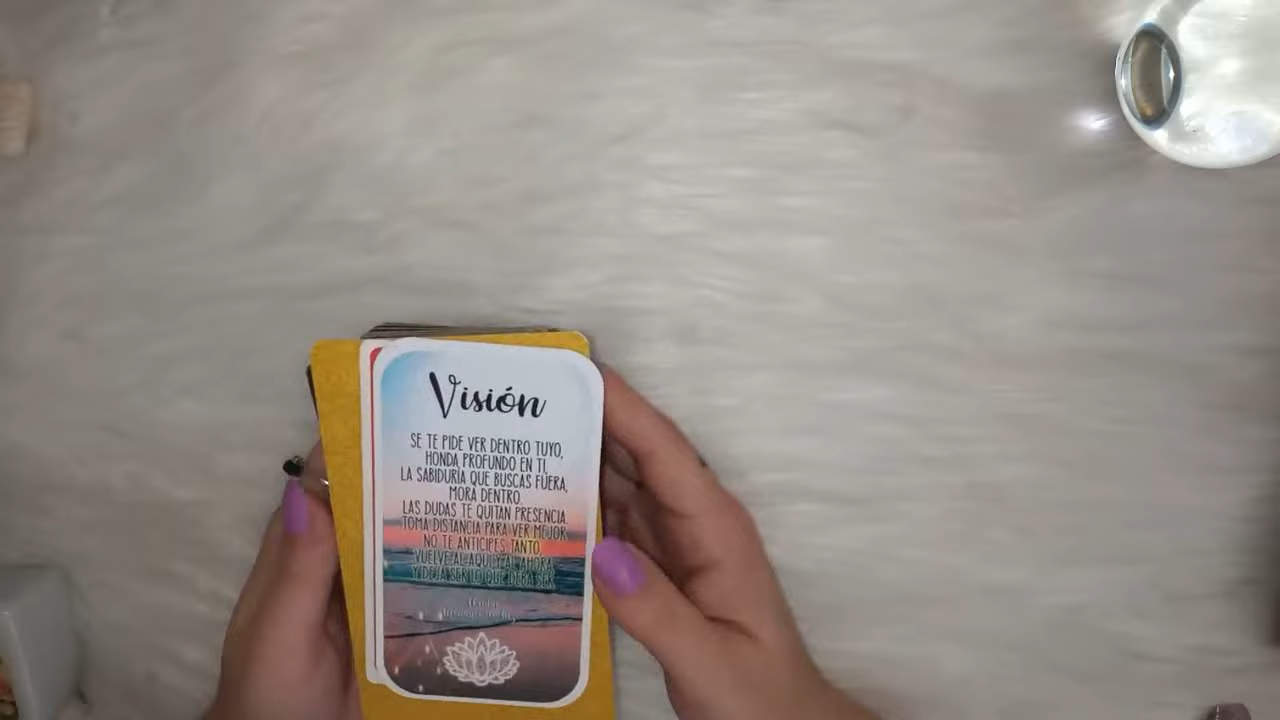 Visión
SE TE PIDE VER DENTRO TUYO,
HONDA PROFUNDO EN TI,
LA SABIDURÍA QUE BUSCAS FUERA,
MORA DENTRO.
LAS DUDAS TE QUITAN PRESENCIA.
TOMA DISTANCIA PARA VER MEJOR
NO TE ANTICIPES TANTO,
VUELVE AL AQUI Y AL AHORA
Y DEJA SER LO QUE DEBA SER